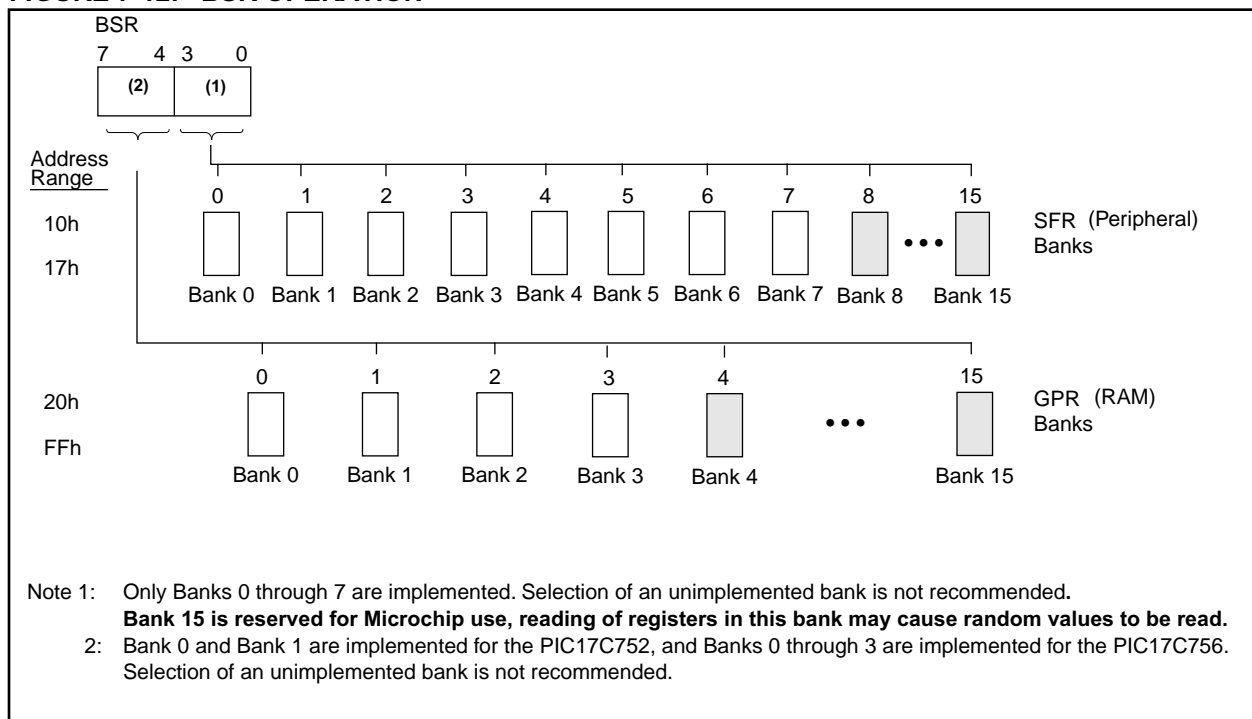 BSR
7 4 3 0
(2) (1)
Address
Range
0 1 2 3 4 5 6 7 8 15
10h
17h
SFR (Peripheral)
Banks
•••
Bank 0 Bank 1 Bank 2 Bank 3 Bank 4 Bank 5 Bank 6 Bank 7 Bank 8 Bank 15
0 1 2 3 4 15
20h
FFh
GPR (RAM)
Banks
•••
Bank 0 Bank 1 Bank 2 Bank 3 Bank 4 Bank 15
Note 1: Only Banks 0 through 7 are implemented. Selection of an unimplemented bank is not recommended.
Bank 15 is reserved for Microchip use, reading of registers in this bank may cause random values to be read.
2: Bank 0 and Bank 1 are implemented for the PIC17C752, and Banks 0 through 3 are implemented for the PIC17C756.
Selection of an unimplemented bank is not recommended.